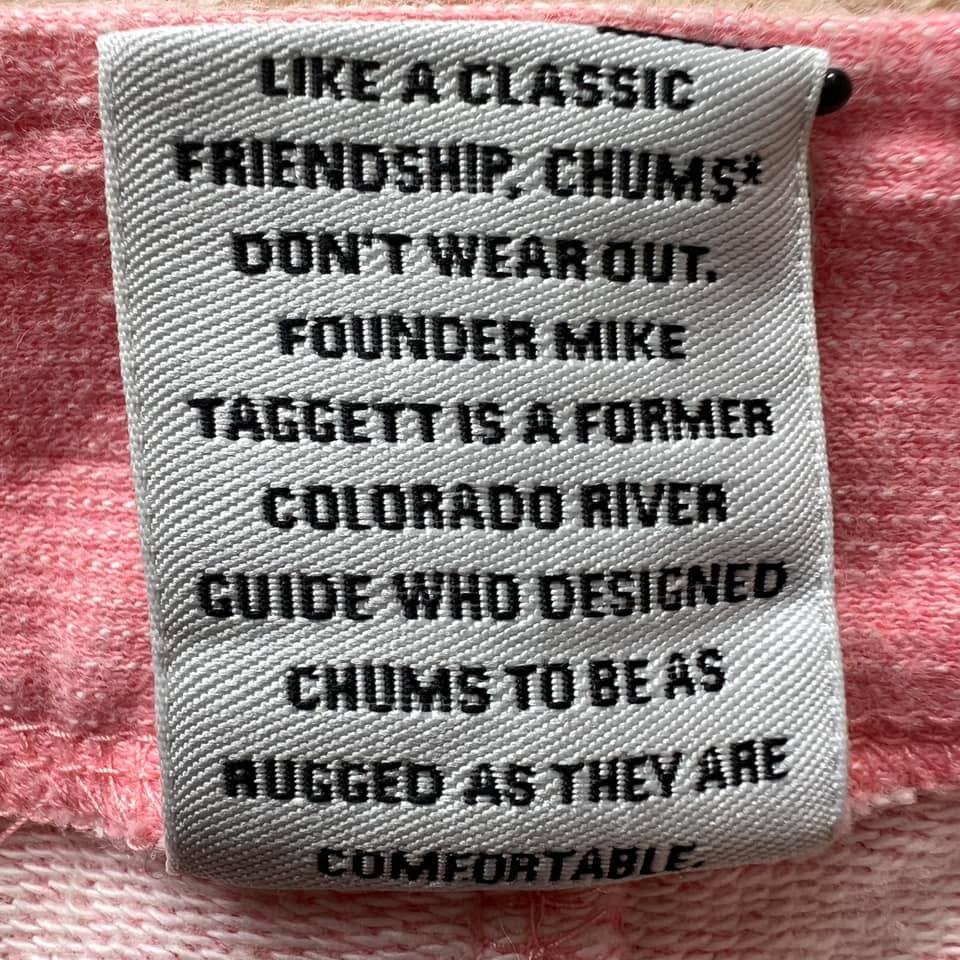 LIKE A CLASSIC
FRIENDSHIP, CHUMS*
DON'T WEAR OUT.
FOUNDER MIKE
TAGGETT IS A FORMER
COLORADO RIVER
GUIDE WHO DESIGNED
CHUMS TO BE AS
RUGGED AS THEY ARE
COMFORTABLE.